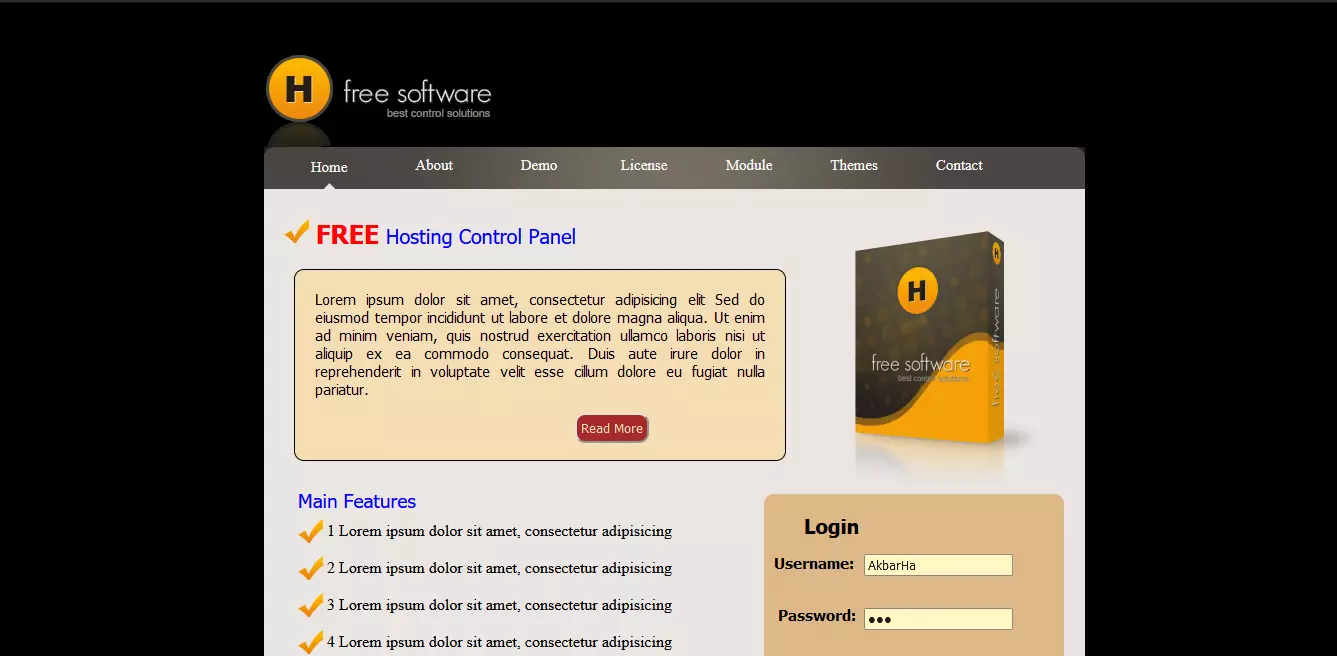 H
free software
best control solutions
Home About Demo License Module Themes Contact
FREE Hosting Control Panel
Lorem ipsum dolor sit amet, consectetur adipisicing elit Sed do
eiusmod tempor incididunt ut labore et dolore magna aliqua. Ut enim
ad minim veniam, quis nostrud exercitation ullamco laboris nisi ut
aliquip ex ea commodo consequat. Duis aute irure dolor in
reprehenderit in voluptate velit esse cillum dolore eu fugiat nulla
pariatur.
Read More
H
H
free software
best control solutions
free software
Main Features
1 Lorem ipsum dolor sit amet, consectetur adipisicing
2 Lorem ipsum dolor sit amet, consectetur adipisicing
3 Lorem ipsum dolor sit amet, consectetur adipisicing
4 Lorem ipsum dolor sit amet, consectetur adipisicing
Login
Username: AkbarHa
Password: ●●●